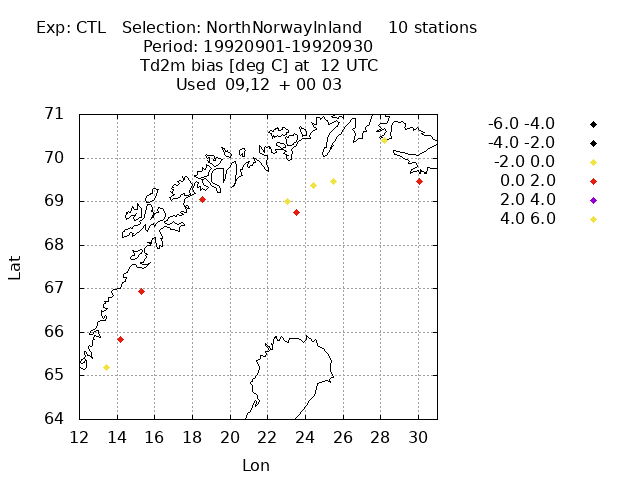 Exp: CTL   Selection: NorthNorwayInland     10 stations
Period: 19920901-19920930
Td2m bias [deg C] at  12 UTC
Used  09,12  + 00 03
71
70
69
68
67
66
65
64
12 14 16 18 20 22 24 26 28 30
Lat
Lon
-6.0 -4.0
-4.0 -2.0
-2.0 0.0
0.0 2.0
2.0 4.0
4.0 6.0